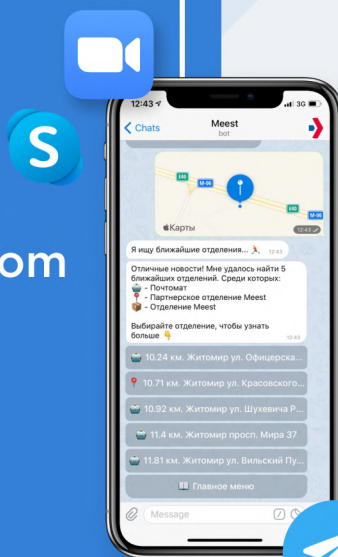 S
om
12:43
3G
Chats
Meest
bot
E40
М-06
E40
М-06
Карты
12:43
Я ищу ближайшие отделения...
12:43
Отличные новости! Мне удалось найти 5
ближайших отделений. Среди которых:
- Почтомат
- Партнерское отделение Meest
- Отделение Meest
Выбирайте отделение, чтобы узнать
больше
12:43
10.24 км. Житомир ул. Офицерска...
10.71 км. Житомир ул. Красовского...
10.92 км. Житомир ул. Шухевича Р...
11.4 км. Житомир просп. Мира 37
11.81 км. Житомир ул. Вильский Пу...
Главное меню
Message